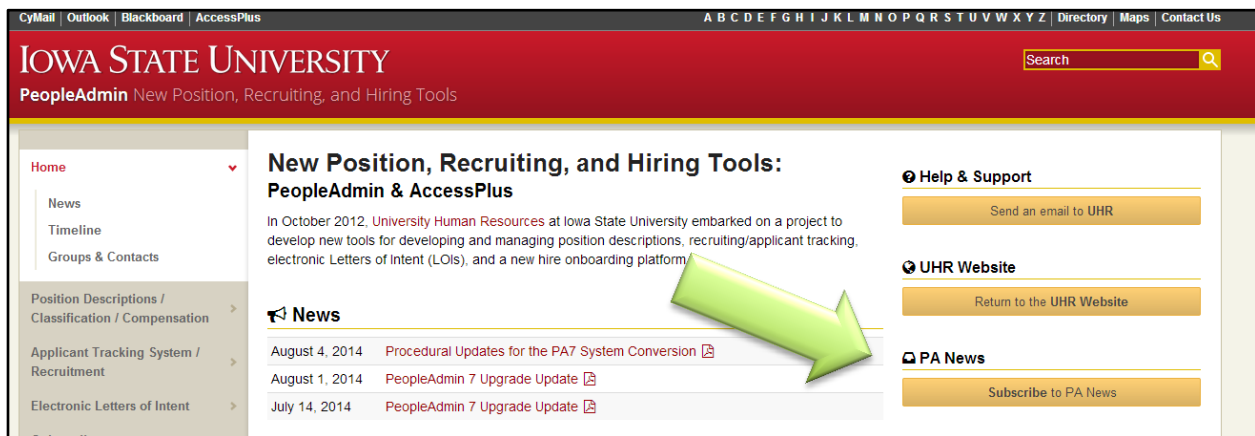 CyMail | Outlook | Blackboard | AccessPlus
A B C D E F G H I J K L M N O P Q R S T U V W X Y Z | Directory | Maps | Contact Us
IOWA STATE UNIVERSITY
Search
PeopleAdmin New Position, Recruiting, and Hiring Tools
Home
News
Timeline
Groups & Contacts
Position Descriptions /
Classification / Compensation
Applicant Tracking System /
Recruitment
Electronic Letters of Intent
New Position, Recruiting, and Hiring Tools:
PeopleAdmin & AccessPlus
In October 2012, University Human Resources at Iowa State University embarked on a project to
develop new tools for developing and managing position descriptions, recruiting/applicant tracking,
electronic Letters of Intent (LOIs), and a new hire onboarding platform
News
August 4, 2014 Procedural Updates for the PA7 System Conversion
August 1, 2014 PeopleAdmin 7 Upgrade Update
July 14, 2014 PeopleAdmin 7 Upgrade Update
Help & Support
Send an email to UHR
UHR Website
Return to the UHR Website
PA News
Subscribe to PA News